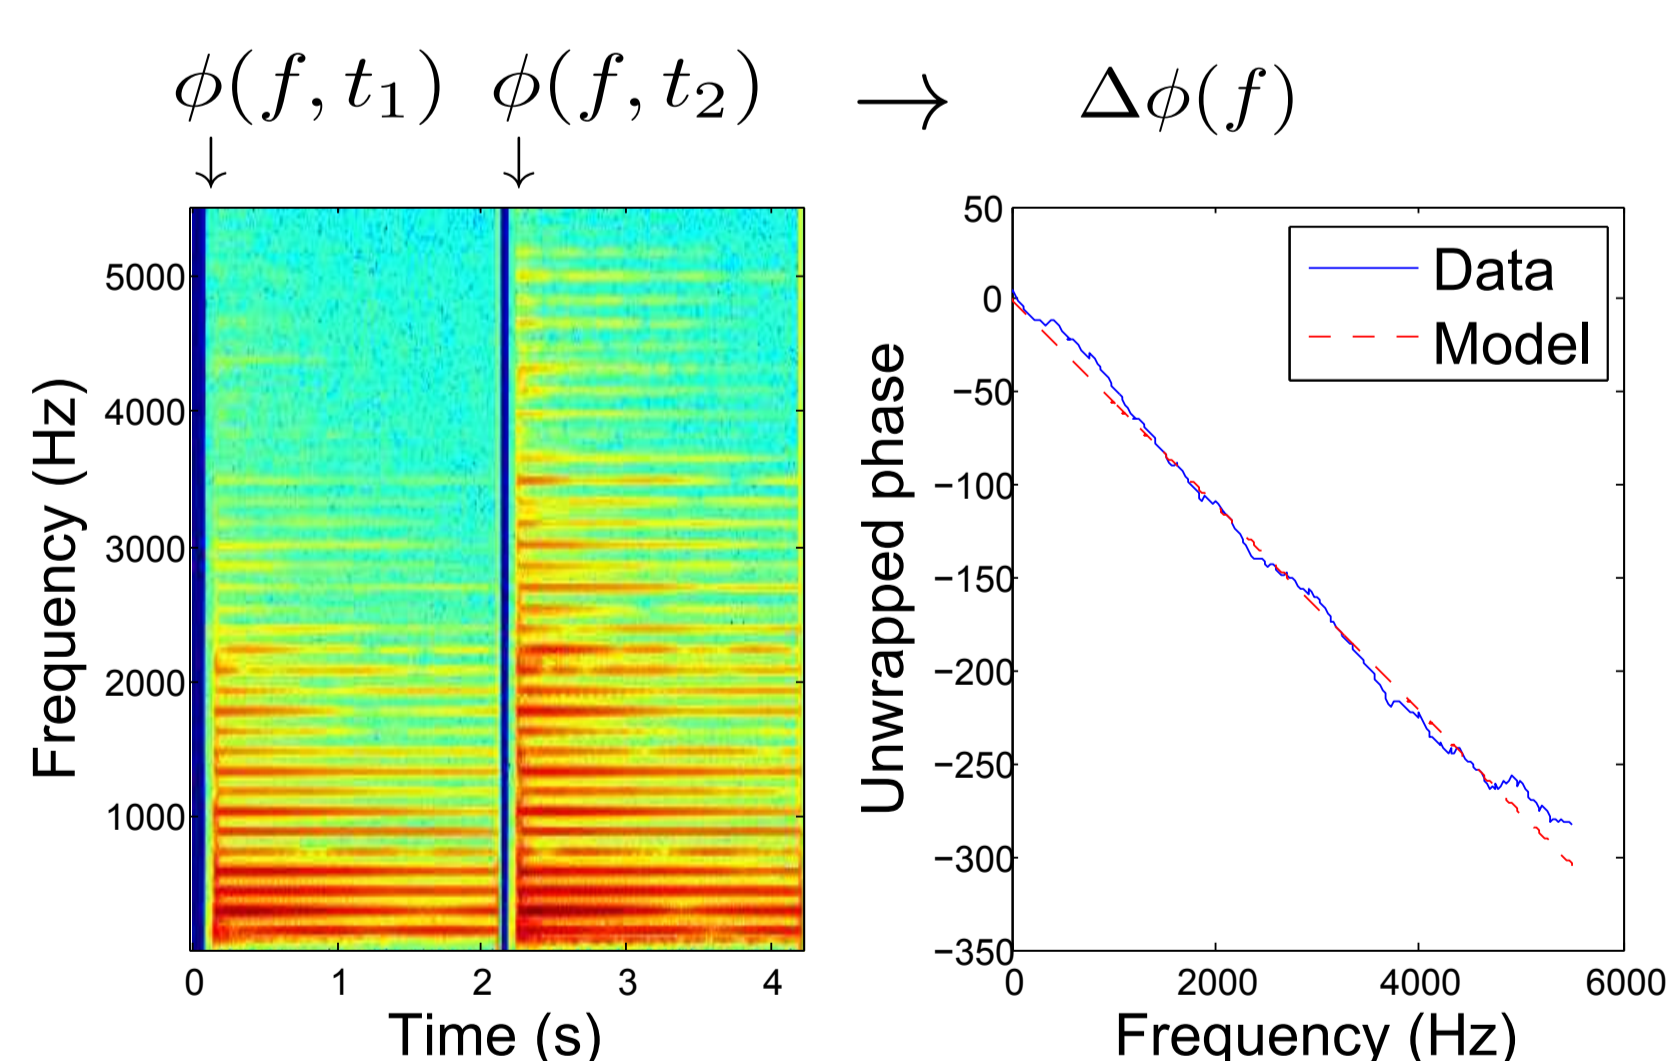 ϕ(f, t₁) ϕ(f, t₂) → Δϕ(f)
↓ ↓
Frequency (Hz)
5000
4000
3000
2000
1000
0 1 2 3 4
Time (s)
Unwrapped phase
50
0
−50
−100
−150
−200
−250
−300
−350
Data
Model
0 2000 4000 6000
Frequency (Hz)